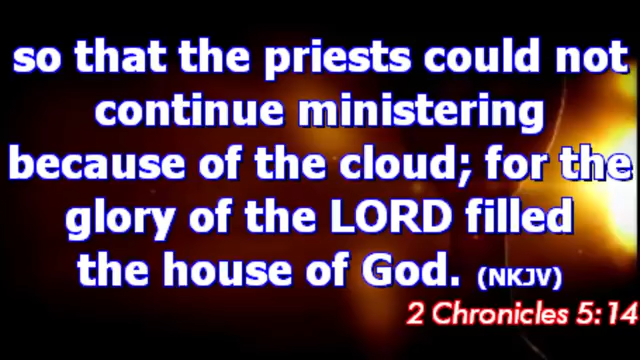 so that the priests could not
continue ministering
because of the cloud; for the
glory of the LORD filled
the house of God. (NKJV)
2 Chronicles 5:14